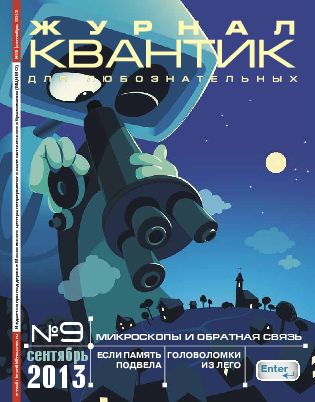 ЖУРНАЛ
КВАНТИК
ДЛЯ ЛЮБОЗНАТЕЛЬНЫХ
№9
сентябрь
2013
МИКРОСКОПЫ И ОБРАТНАЯ СВЯЗЬ
ЕСЛИ ПАМЯТЬ
ПОДВЕЛА
ГОЛОВОЛОМКИ
ИЗ ЛЕГО
Enter